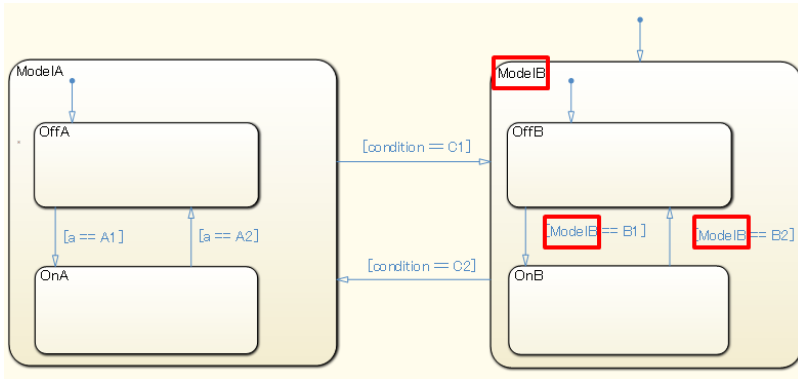 ModelA
OffA
[a == A1]
[a == A2]
OnA
[condition == C1]
[condition == C2]
ModelB
OffB
[ModelB == B1]
[ModelB == B2]
OnB